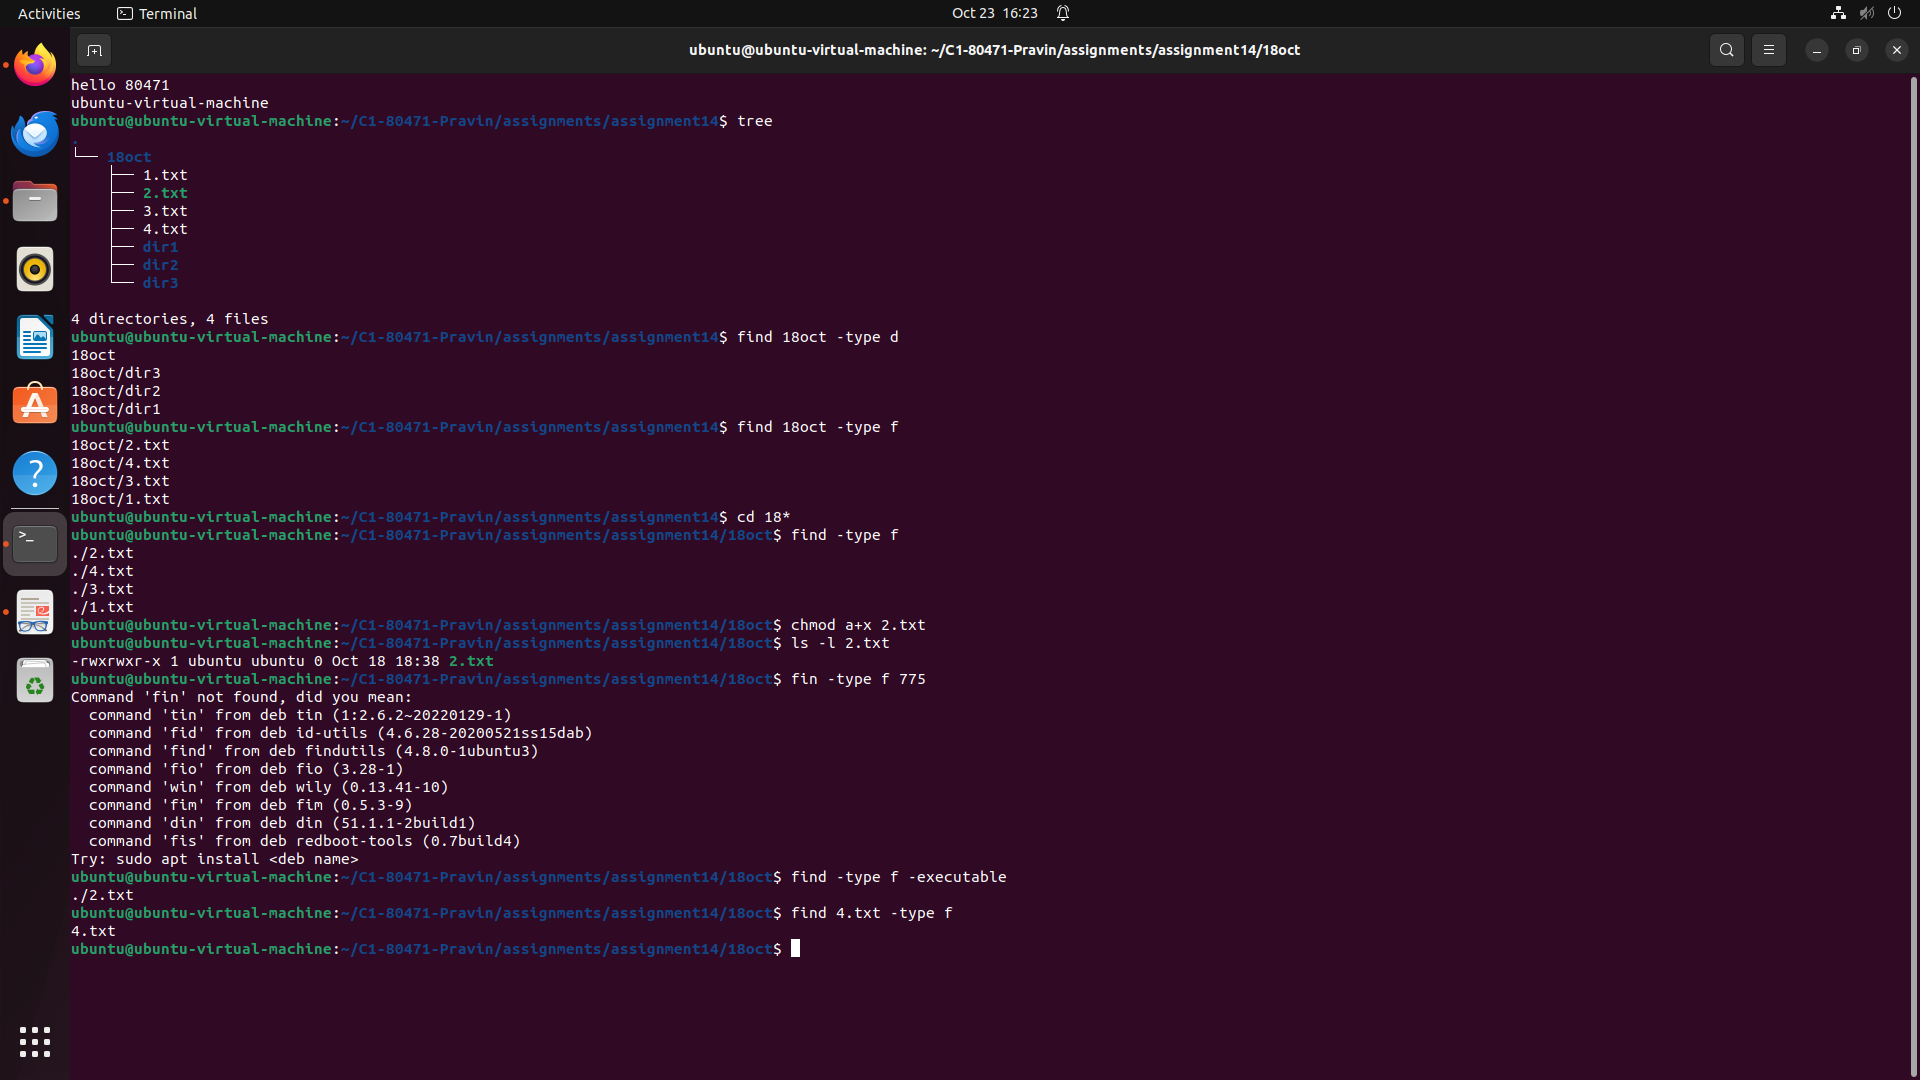 Activities
Terminal
Oct 23 16:23
ubuntu@ubuntu-virtual-machine: ~/C1-80471-Pravin/assignments/assignment14/18oct
hello 80471
ubuntu-virtual-machine
ubuntu@ubuntu-virtual-machine:~/C1-80471-Pravin/assignments/assignment14$ tree
.
└── 18oct
    ├── 1.txt
    ├── 2.txt
    ├── 3.txt
    ├── 4.txt
    ├── dir1
    ├── dir2
    └── dir3
4 directories, 4 files
ubuntu@ubuntu-virtual-machine:~/C1-80471-Pravin/assignments/assignment14$ find 18oct -type d
18oct
18oct/dir3
18oct/dir2
18oct/dir1
ubuntu@ubuntu-virtual-machine:~/C1-80471-Pravin/assignments/assignment14$ find 18oct -type f
18oct/2.txt
18oct/4.txt
18oct/3.txt
18oct/1.txt
ubuntu@ubuntu-virtual-machine:~/C1-80471-Pravin/assignments/assignment14$ cd 18*
ubuntu@ubuntu-virtual-machine:~/C1-80471-Pravin/assignments/assignment14/18oct$ find -type f
./2.txt
./4.txt
./3.txt
./1.txt
ubuntu@ubuntu-virtual-machine:~/C1-80471-Pravin/assignments/assignment14/18oct$ chmod a+x 2.txt
ubuntu@ubuntu-virtual-machine:~/C1-80471-Pravin/assignments/assignment14/18oct$ ls -l 2.txt
-rwxrwxr-x 1 ubuntu ubuntu 0 Oct 18 18:38 2.txt
ubuntu@ubuntu-virtual-machine:~/C1-80471-Pravin/assignments/assignment14/18oct$ fin -type f 775
Command 'fin' not found, did you mean:
  command 'tin' from deb tin (1:2.6.2~20220129-1)
  command 'fid' from deb id-utils (4.6.28-20200521ss15dab)
  command 'find' from deb findutils (4.8.0-1ubuntu3)
  command 'fio' from deb fio (3.28-1)
  command 'win' from deb wily (0.13.41-10)
  command 'fim' from deb fim (0.5.3-9)
  command 'din' from deb din (51.1.1-2build1)
  command 'fis' from deb redboot-tools (0.7build4)
Try: sudo apt install <deb name>
ubuntu@ubuntu-virtual-machine:~/C1-80471-Pravin/assignments/assignment14/18oct$ find -type f -executable
./2.txt
ubuntu@ubuntu-virtual-machine:~/C1-80471-Pravin/assignments/assignment14/18oct$ find 4.txt -type f
4.txt
ubuntu@ubuntu-virtual-machine:~/C1-80471-Pravin/assignments/assignment14/18oct$